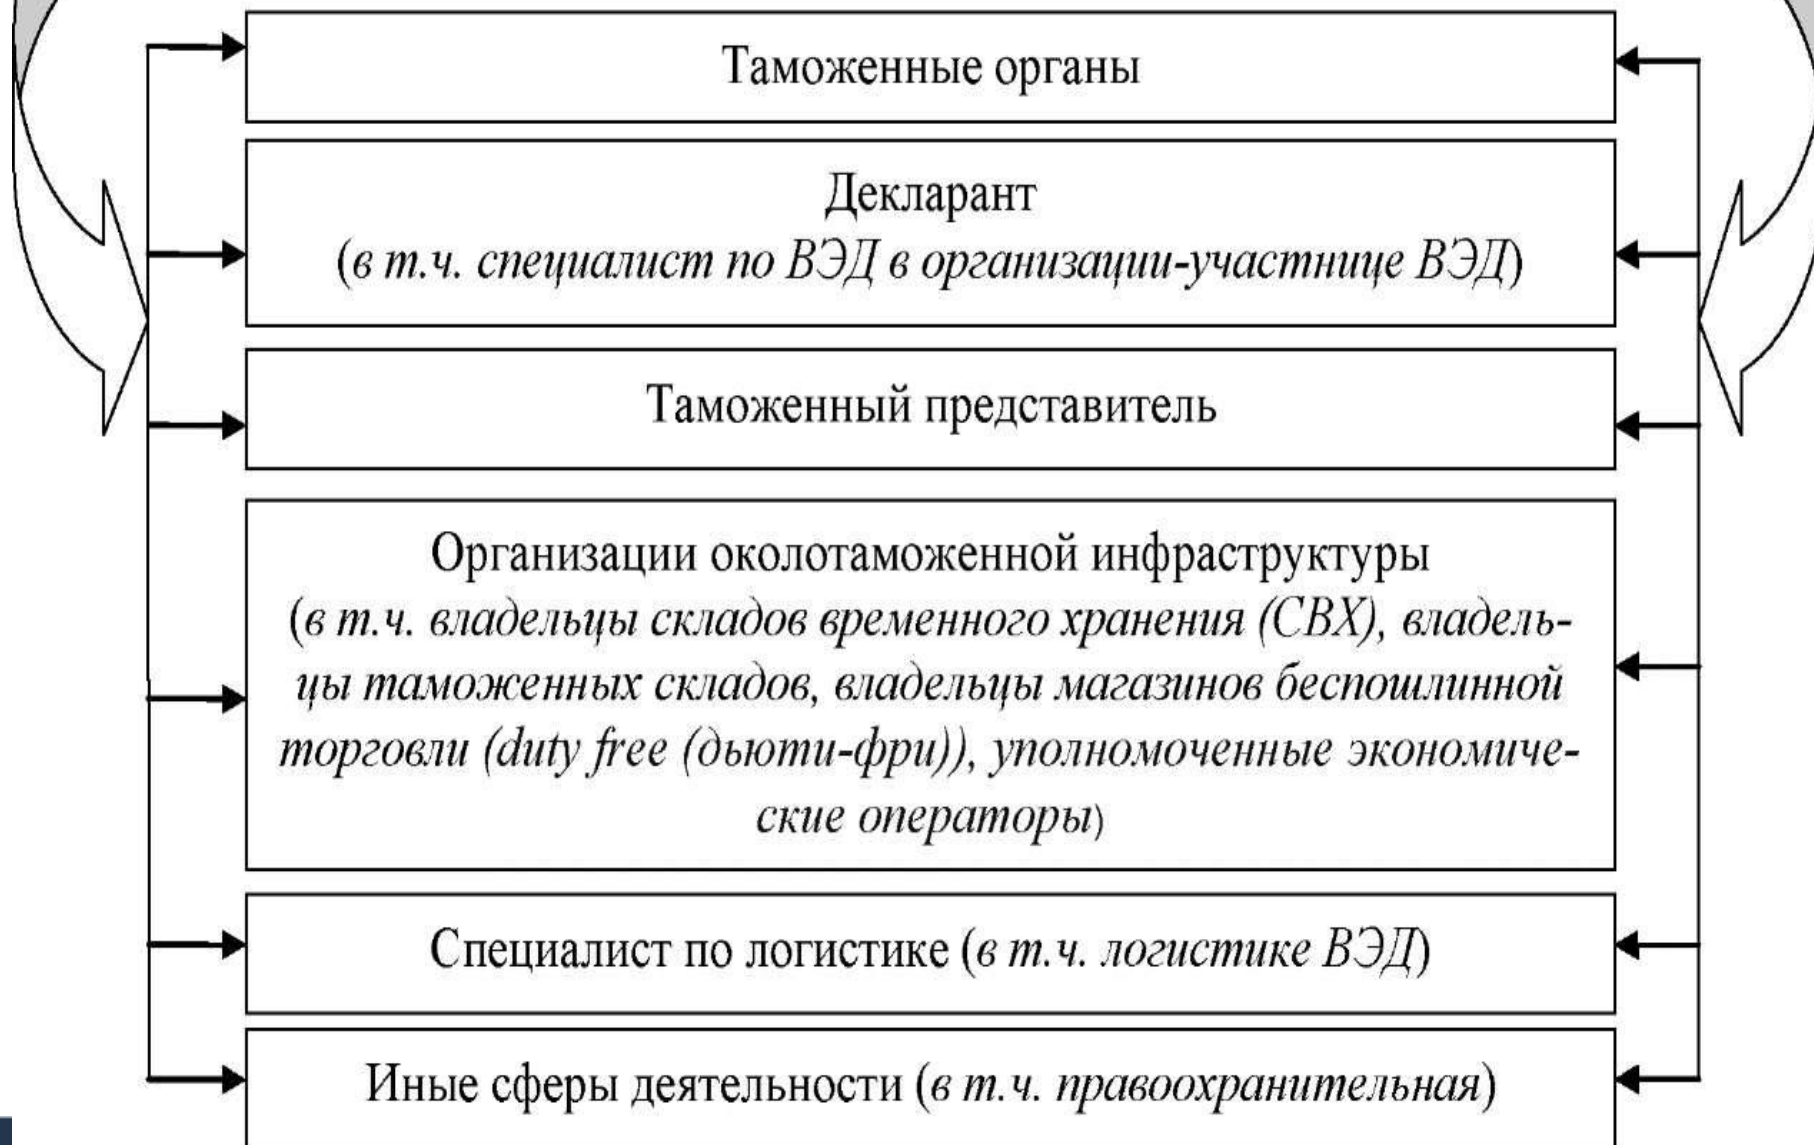 Таможенные органы
Декларант
(в т.ч. специалист по ВЭД в организации-участнице ВЭД)
Таможенный представитель
Организации околотаможенной инфраструктуры
(в т.ч. владельцы складов временного хранения (СВХ), владель-
цы таможенных складов, владельцы магазинов беспошлинной
торговли (duty free (дьюти-фри)), уполномоченные экономиче-
ские операторы)
Специалист по логистике (в т.ч. логистике ВЭД)
Иные сферы деятельности (в т.ч. правоохранительная)